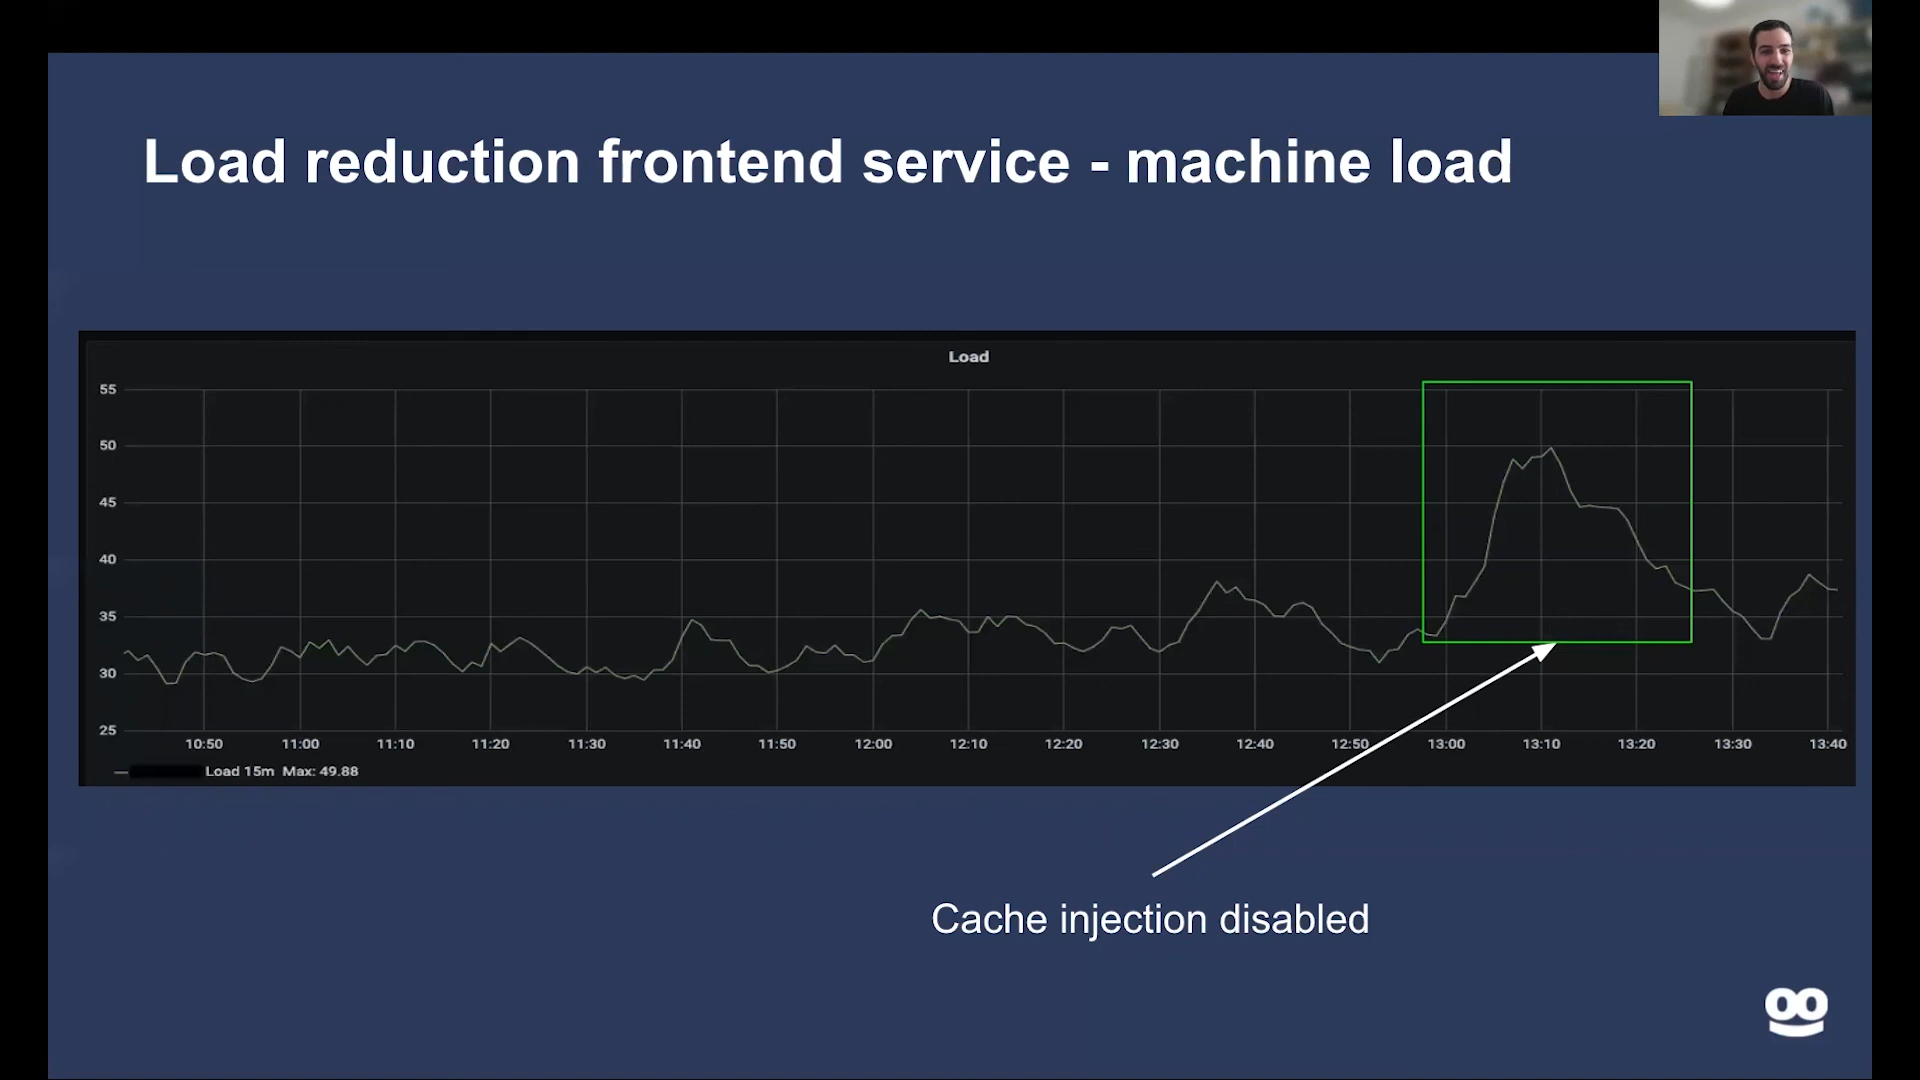 Load reduction frontend service - machine load
Load
55
50
45
40
35
30
25
10:50 11:00 11:10 11:20 11:30 11:40 11:50 12:00 12:10 12:20 12:30 12:40 12:50 13:00 13:10 13:20 13:30 13:40
Load 15m Max: 49.88
Cache injection disabled